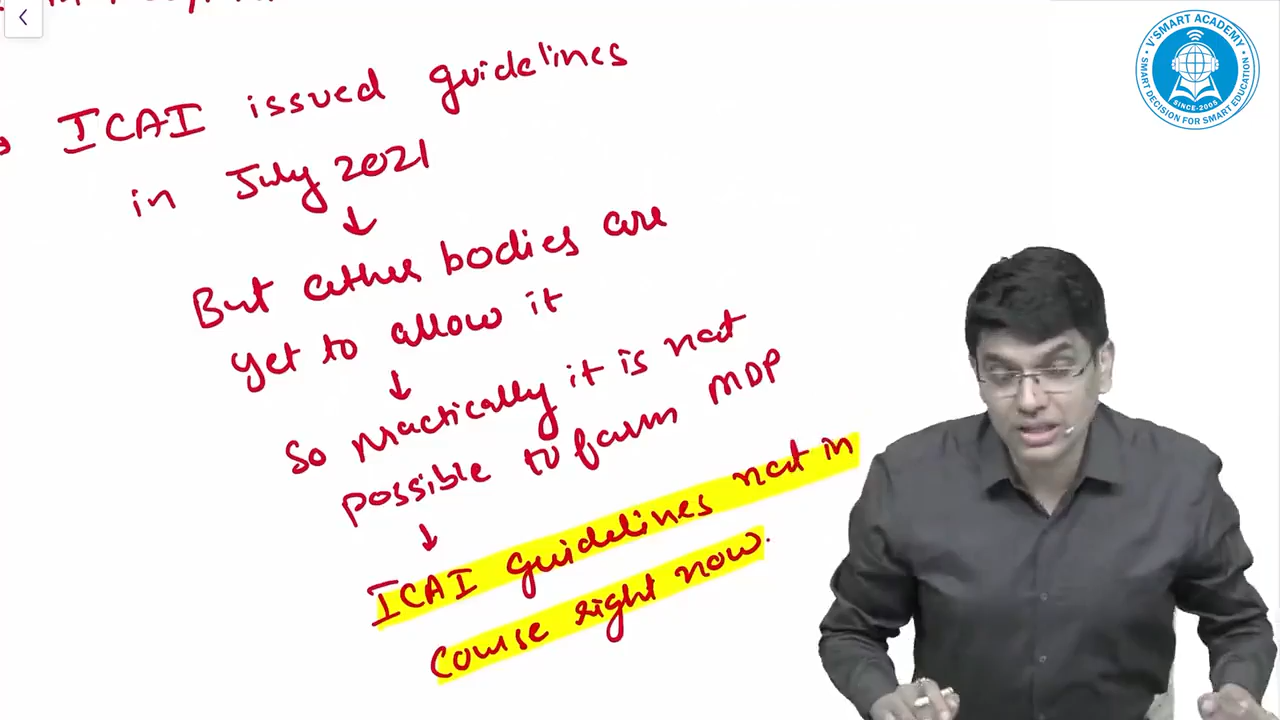 ICAI issued guidelines
in July 2021
But other bodies are
yet to allow it
So practically it is not
possible to form MDP
ICAI guidelines not in
course right now.
V'SMART ACADEMY
SINCE-2005
SMART DECISION FOR SMART EDUCATION